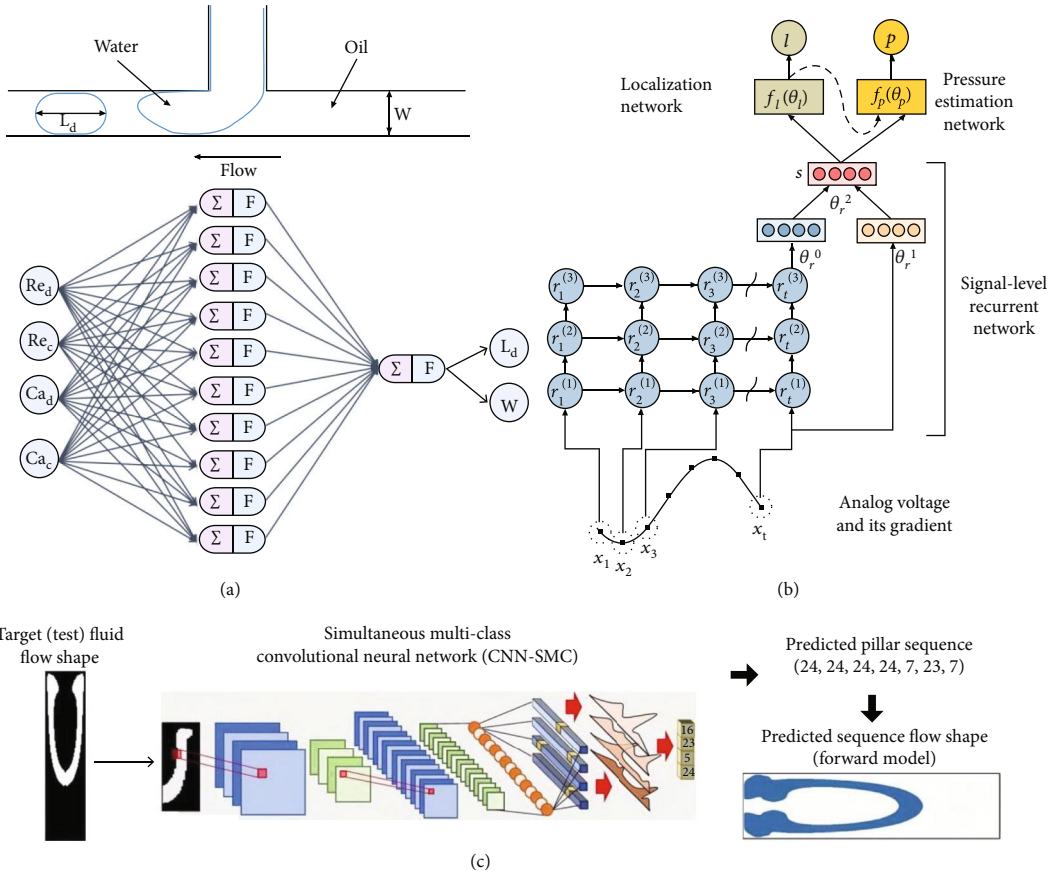 Water
Oil
L_d
W
Flow
Σ F
Σ F
Σ F
Σ F
Σ F
Σ F
Σ F
Σ F
Σ F
Σ F
Re_d
Re_c
Ca_d
Ca_c
Σ F
L_d
W
(a)
l
p
Localization
network
f_l(θ_l)
f_p(θ_p)
Pressure
estimation
network
s
θ_r^2
θ_r^0
θ_r^1
r_1^(3) r_2^(3) r_3^(3) r_t^(3)
r_1^(2) r_2^(2) r_3^(2) r_t^(2)
r_1^(1) r_2^(1) r_3^(1) r_t^(1)
Signal-level
recurrent
network
Analog voltage
and its gradient
x_1 x_2 x_3 x_t
(b)
Target (test) fluid
flow shape
Simultaneous multi-class
convolutional neural network (CNN-SMC)
16
23
5
24
Predicted pillar sequence
(24, 24, 24, 24, 7, 23, 7)
Predicted sequence flow shape
(forward model)
(c)